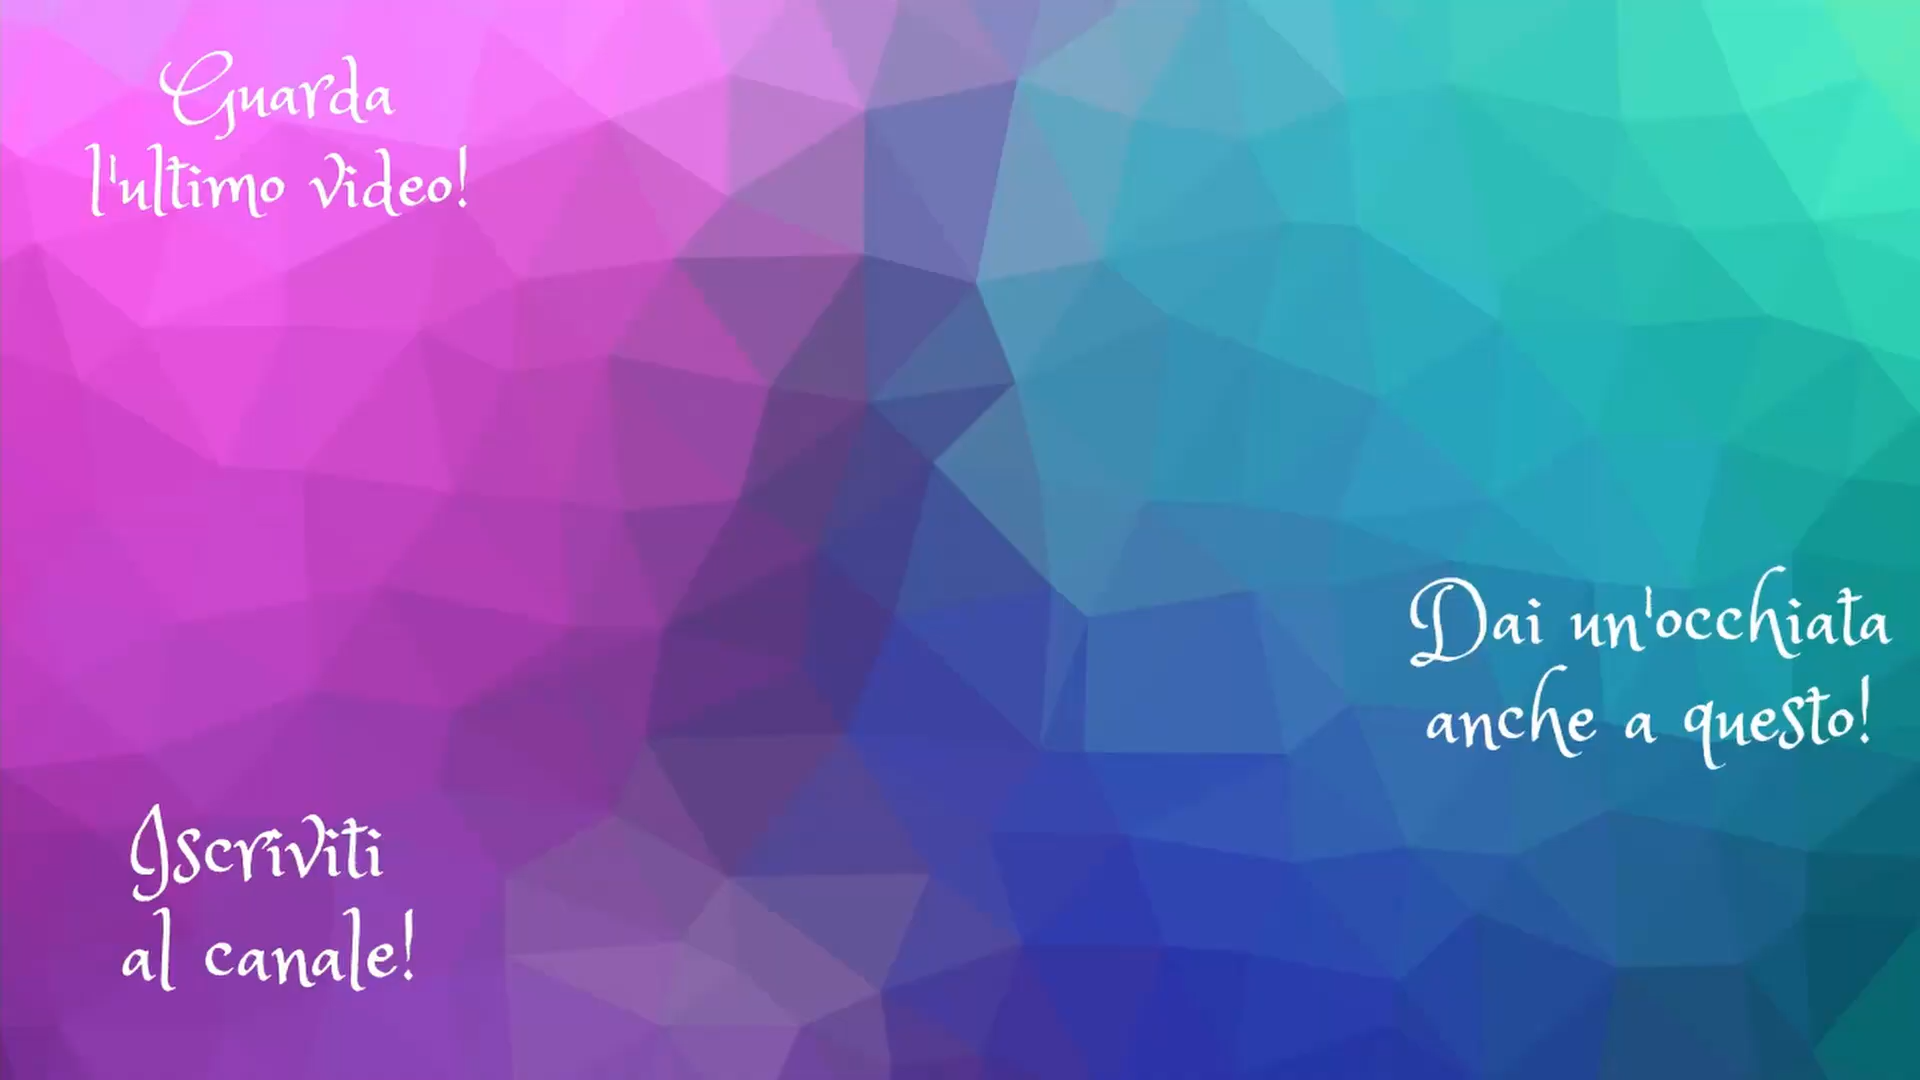 Guarda
l'ultimo video!
Dai un'occhiata
anche a questo!
Iscriviti
al canale!